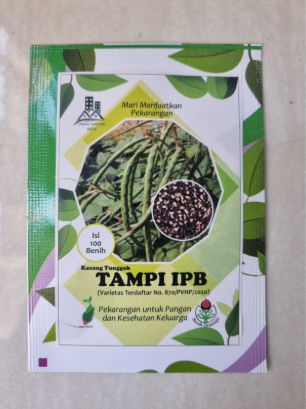 Mari Manfaatkan
Pekarangan
Isi
100
Benih
Kacang Tunggak
TAMPI IPB
(Varietas Terdaftar No. 870/PVHP/2020)
Pekarangan untuk Pangan
dan Kesehatan Keluarga